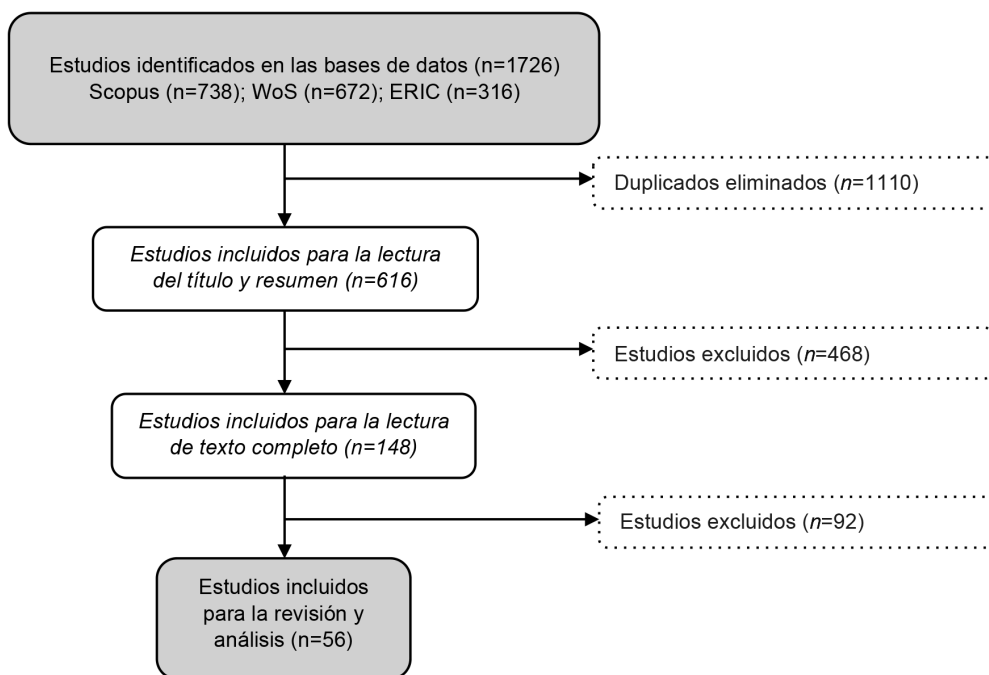 Estudios identificados en las bases de datos (n=1726)
Scopus (n=738); WoS (n=672); ERIC (n=316)
Duplicados eliminados (n=1110)
Estudios incluidos para la lectura
del título y resumen (n=616)
Estudios excluidos (n=468)
Estudios incluidos para la lectura
de texto completo (n=148)
Estudios excluidos (n=92)
Estudios incluidos
para la revisión y
análisis (n=56)